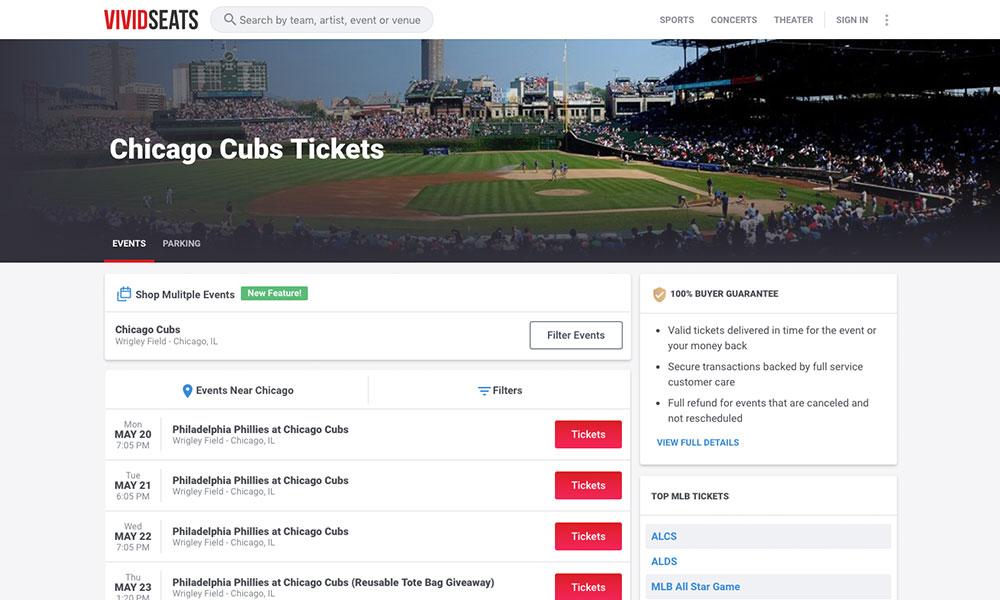 VIVIDSEATS
Search by team, artist, event or venue
SPORTS CONCERTS THEATER SIGN IN
Chicago Cubs Tickets
EVENTS PARKING
Shop Mulitple Events New Feature!
Chicago Cubs
Wrigley Field - Chicago, IL
Filter Events
Events Near Chicago Filters
Mon
MAY 20
7:05 PM
Philadelphia Phillies at Chicago Cubs
Wrigley Field - Chicago, IL
Tickets
Tue
MAY 21
6:05 PM
Philadelphia Phillies at Chicago Cubs
Wrigley Field - Chicago, IL
Tickets
Wed
MAY 22
7:05 PM
Philadelphia Phillies at Chicago Cubs
Wrigley Field - Chicago, IL
Tickets
Thu
MAY 23
1:20 PM
Philadelphia Phillies at Chicago Cubs (Reusable Tote Bag Giveaway)
Wrigley Field - Chicago, IL
Tickets
100% BUYER GUARANTEE
Valid tickets delivered in time for the event or
your money back
Secure transactions backed by full service
customer care
Full refund for events that are canceled and
not rescheduled
VIEW FULL DETAILS
TOP MLB TICKETS
ALCS
ALDS
MLB All Star Game